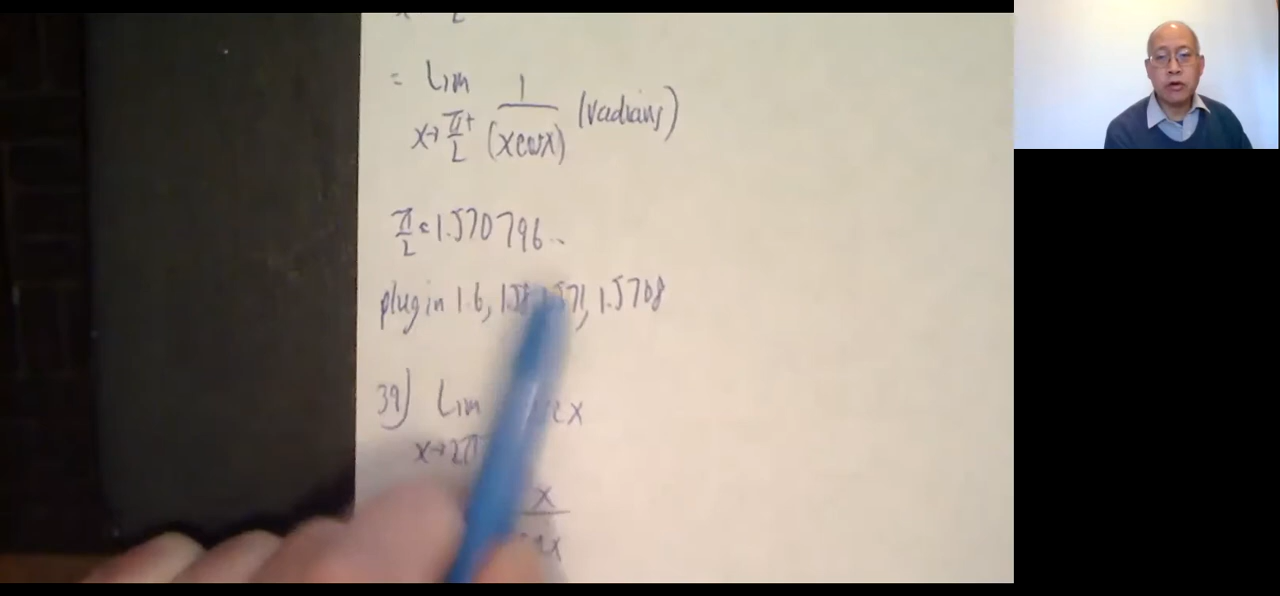 = Lim 1/(x cos x) (radians)
x→π/2⁺
π/2 = 1.570796..
plug in 1.6, 1.58, 1.571, 1.5708
39) Lim x
x→2π
x